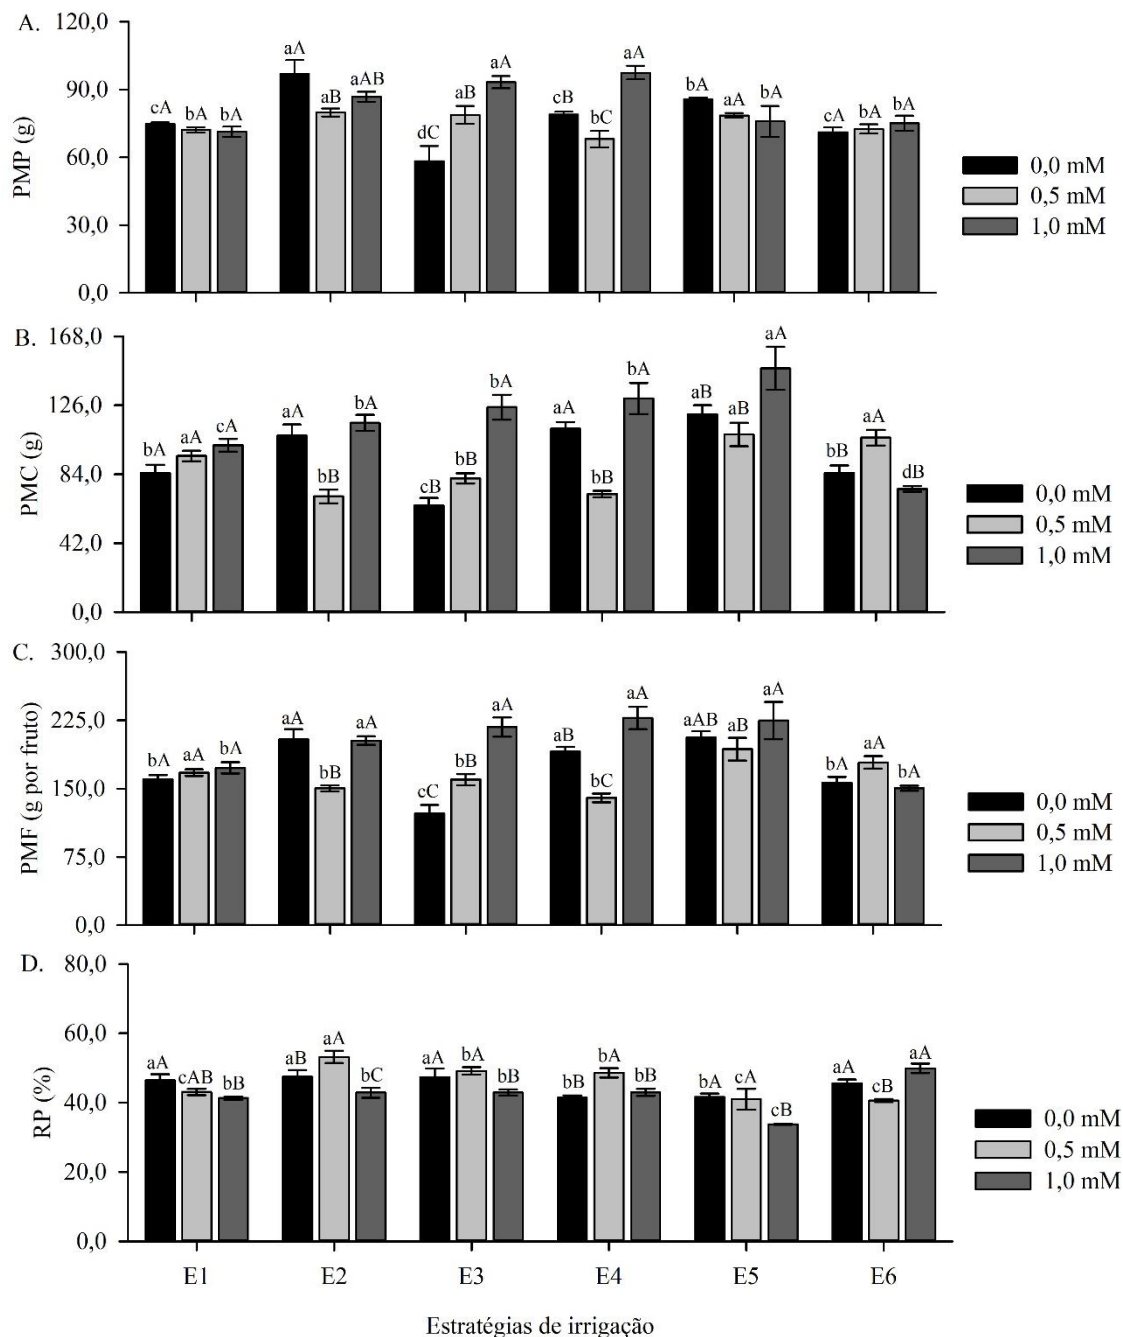 A.
PMP (g)
120,0
90,0
60,0
30,0
0,0
cA bA bA
aA aB aAB
dC aB aA
cB bC aA
bA aA bA
cA bA bA
0,0 mM
0,5 mM
1,0 mM
B.
PMC (g)
168,0
126,0
84,0
42,0
0,0
bA aA cA
aA bB bA
cB bB bA
aA bB bA
aB aB aA
bB aA dB
0,0 mM
0,5 mM
1,0 mM
C.
PMF (g por fruto)
300,0
225,0
150,0
75,0
0,0
bA aA bA
aA bB aA
cC bB aA
aB bC aA
aAB aB aA
bA aA bA
0,0 mM
0,5 mM
1,0 mM
D.
RP (%)
80,0
60,0
40,0
20,0
0,0
aA cAB bB
aB aA bC
aA bA bB
bB bA bB
bA cA cB
aA cB aA
0,0 mM
0,5 mM
1,0 mM
E1 E2 E3 E4 E5 E6
Estratégias de irrigação